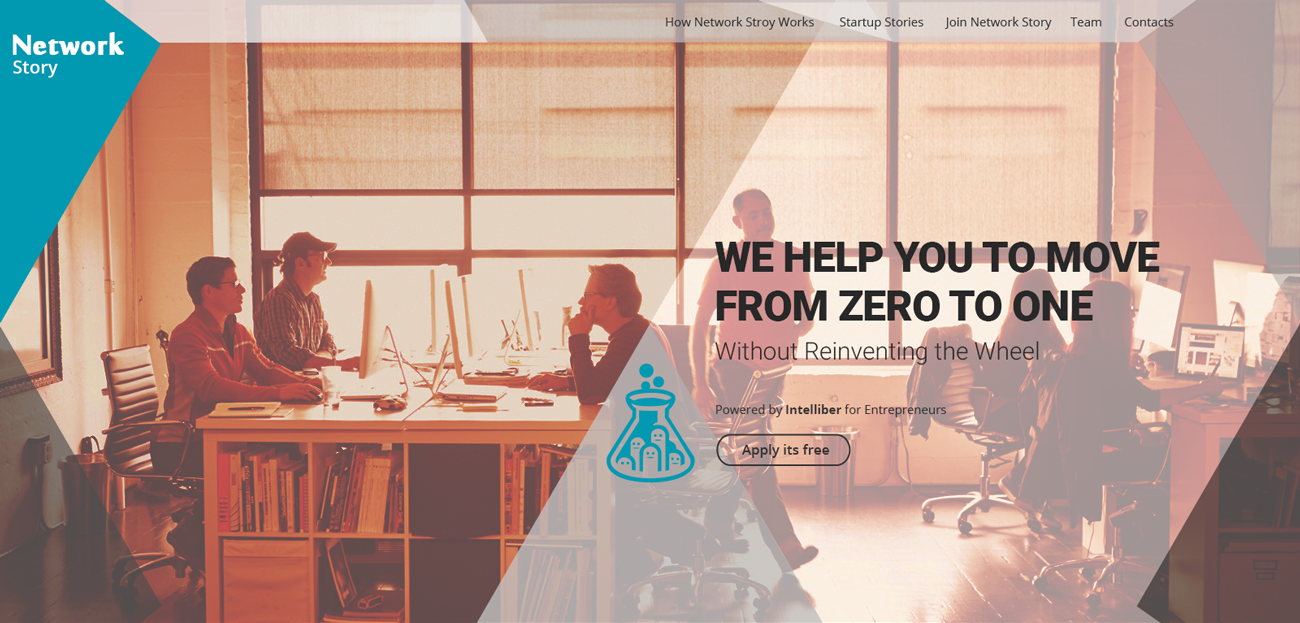 Network
Story
How Network Stroy Works
Startup Stories
Join Network Story
Team
Contacts
WE HELP YOU TO MOVE
FROM ZERO TO ONE
Without Reinventing the Wheel
Powered by Intelliber for Entrepreneurs
Apply its free